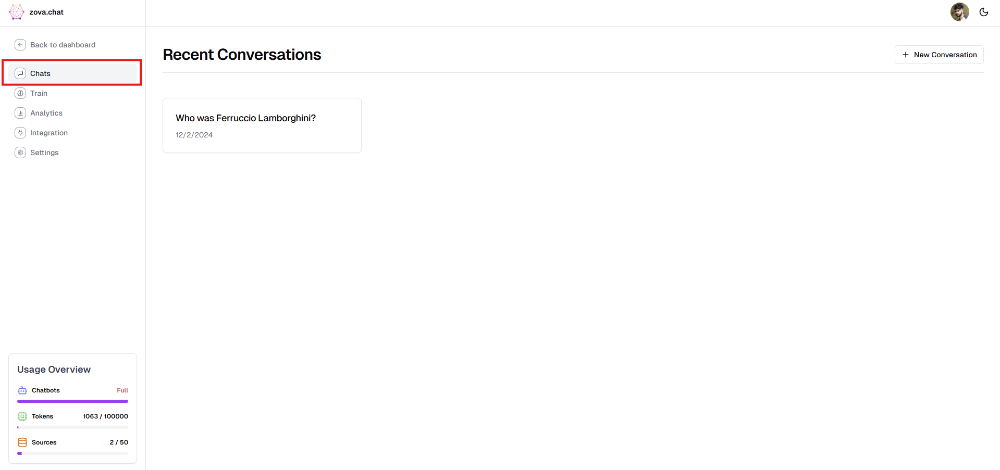 zova.chat
Back to dashboard
Chats
Train
Analytics
Integration
Settings
Recent Conversations
New Conversation
Who was Ferruccio Lamborghini?
12/2/2024
Usage Overview
Chatbots Full
Tokens 1063 / 100000
Sources 2 / 50